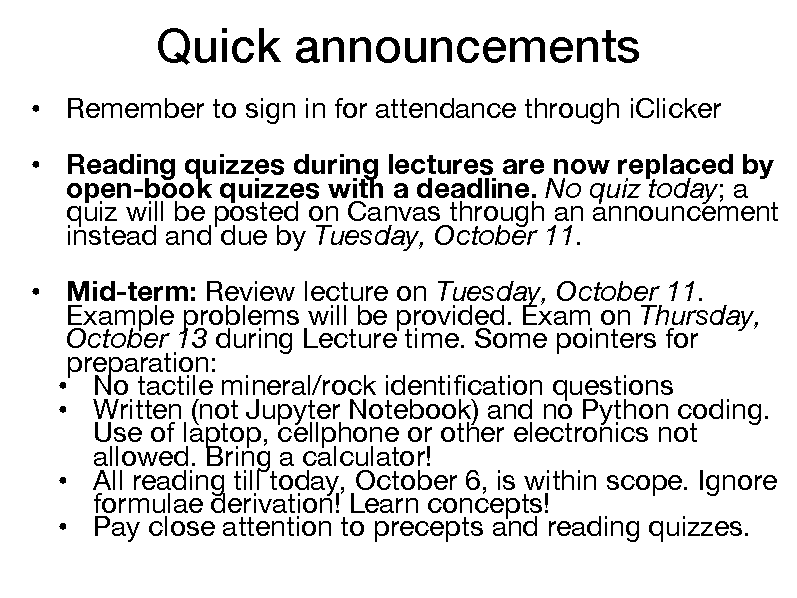 Quick announcements
• Remember to sign in for attendance through iClicker
• Reading quizzes during lectures are now replaced by
open-book quizzes with a deadline. No quiz today; a
quiz will be posted on Canvas through an announcement
instead and due by Tuesday, October 11.
• Mid-term: Review lecture on Tuesday, October 11.
Example problems will be provided. Exam on Thursday,
October 13 during Lecture time. Some pointers for
preparation:
• No tactile mineral/rock identification questions
• Written (not Jupyter Notebook) and no Python coding.
Use of laptop, cellphone or other electronics not
allowed. Bring a calculator!
• All reading till today, October 6, is within scope. Ignore
formulae derivation! Learn concepts!
• Pay close attention to precepts and reading quizzes.